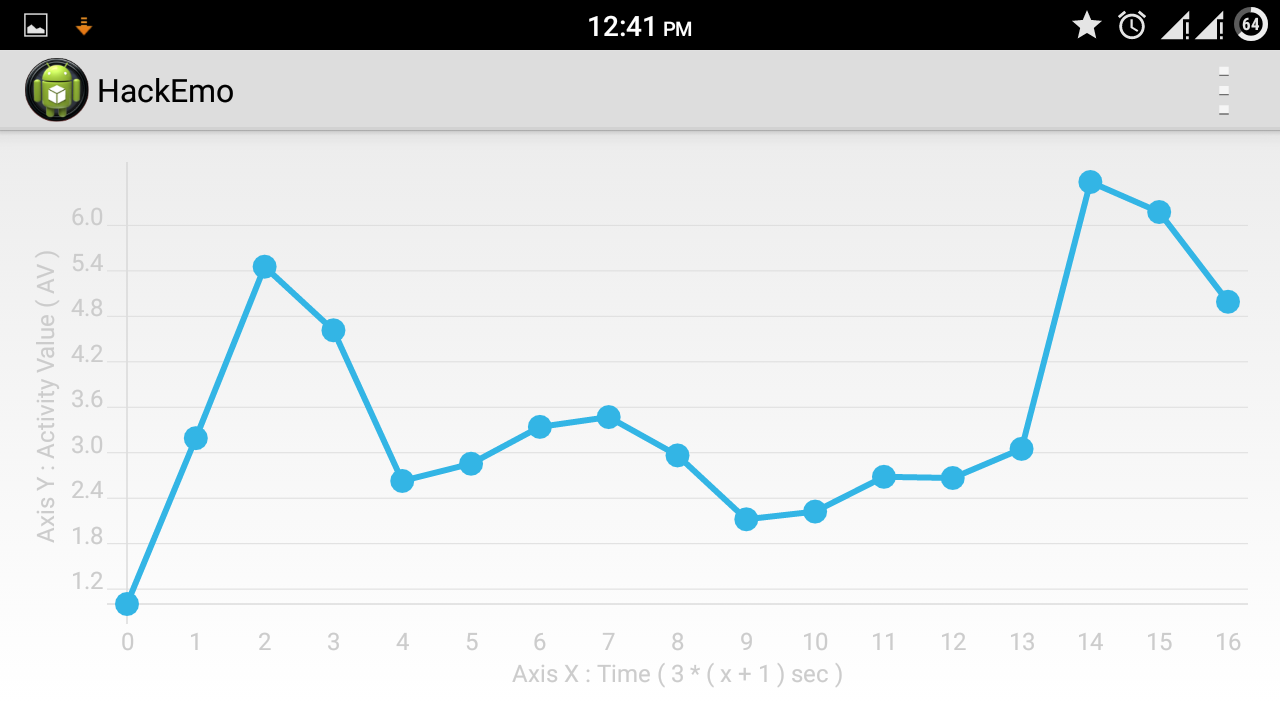 12:41 PM
64
HackEmo
6.0
5.4
4.8
4.2
3.6
3.0
2.4
1.8
1.2
Axis Y : Activity Value ( AV )
0 1 2 3 4 5 6 7 8 9 10 11 12 13 14 15 16
Axis X : Time ( 3 * ( x + 1 ) sec )